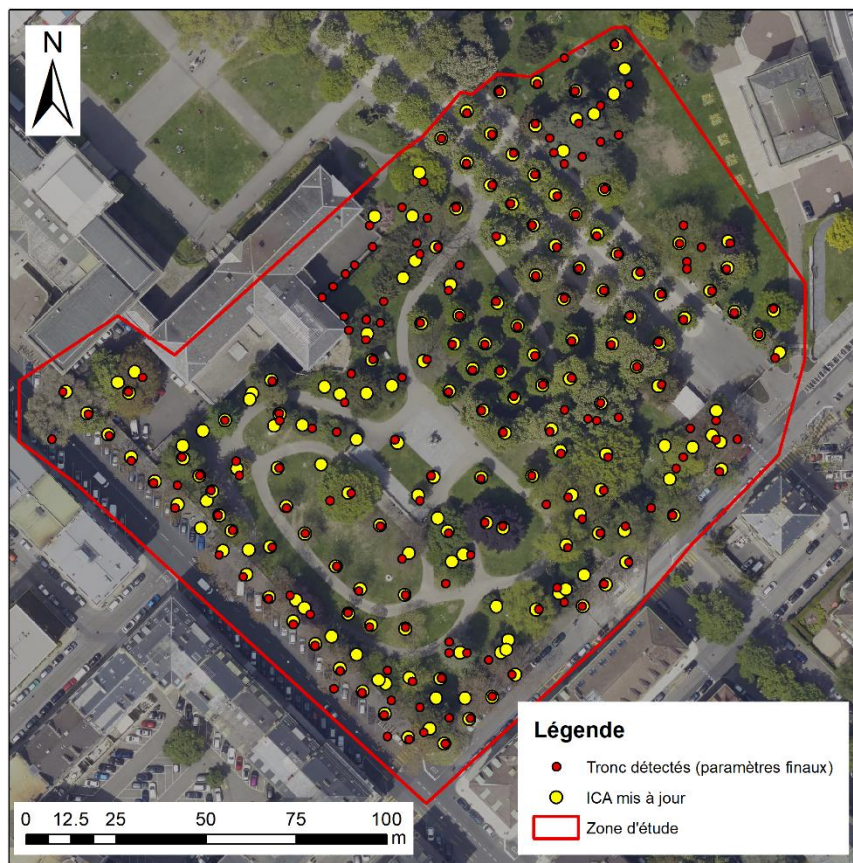 N
Légende
Tronc détectés (paramètres finaux)
ICA mis à jour
Zone d'étude
0 12.5 25 50 75 100
m